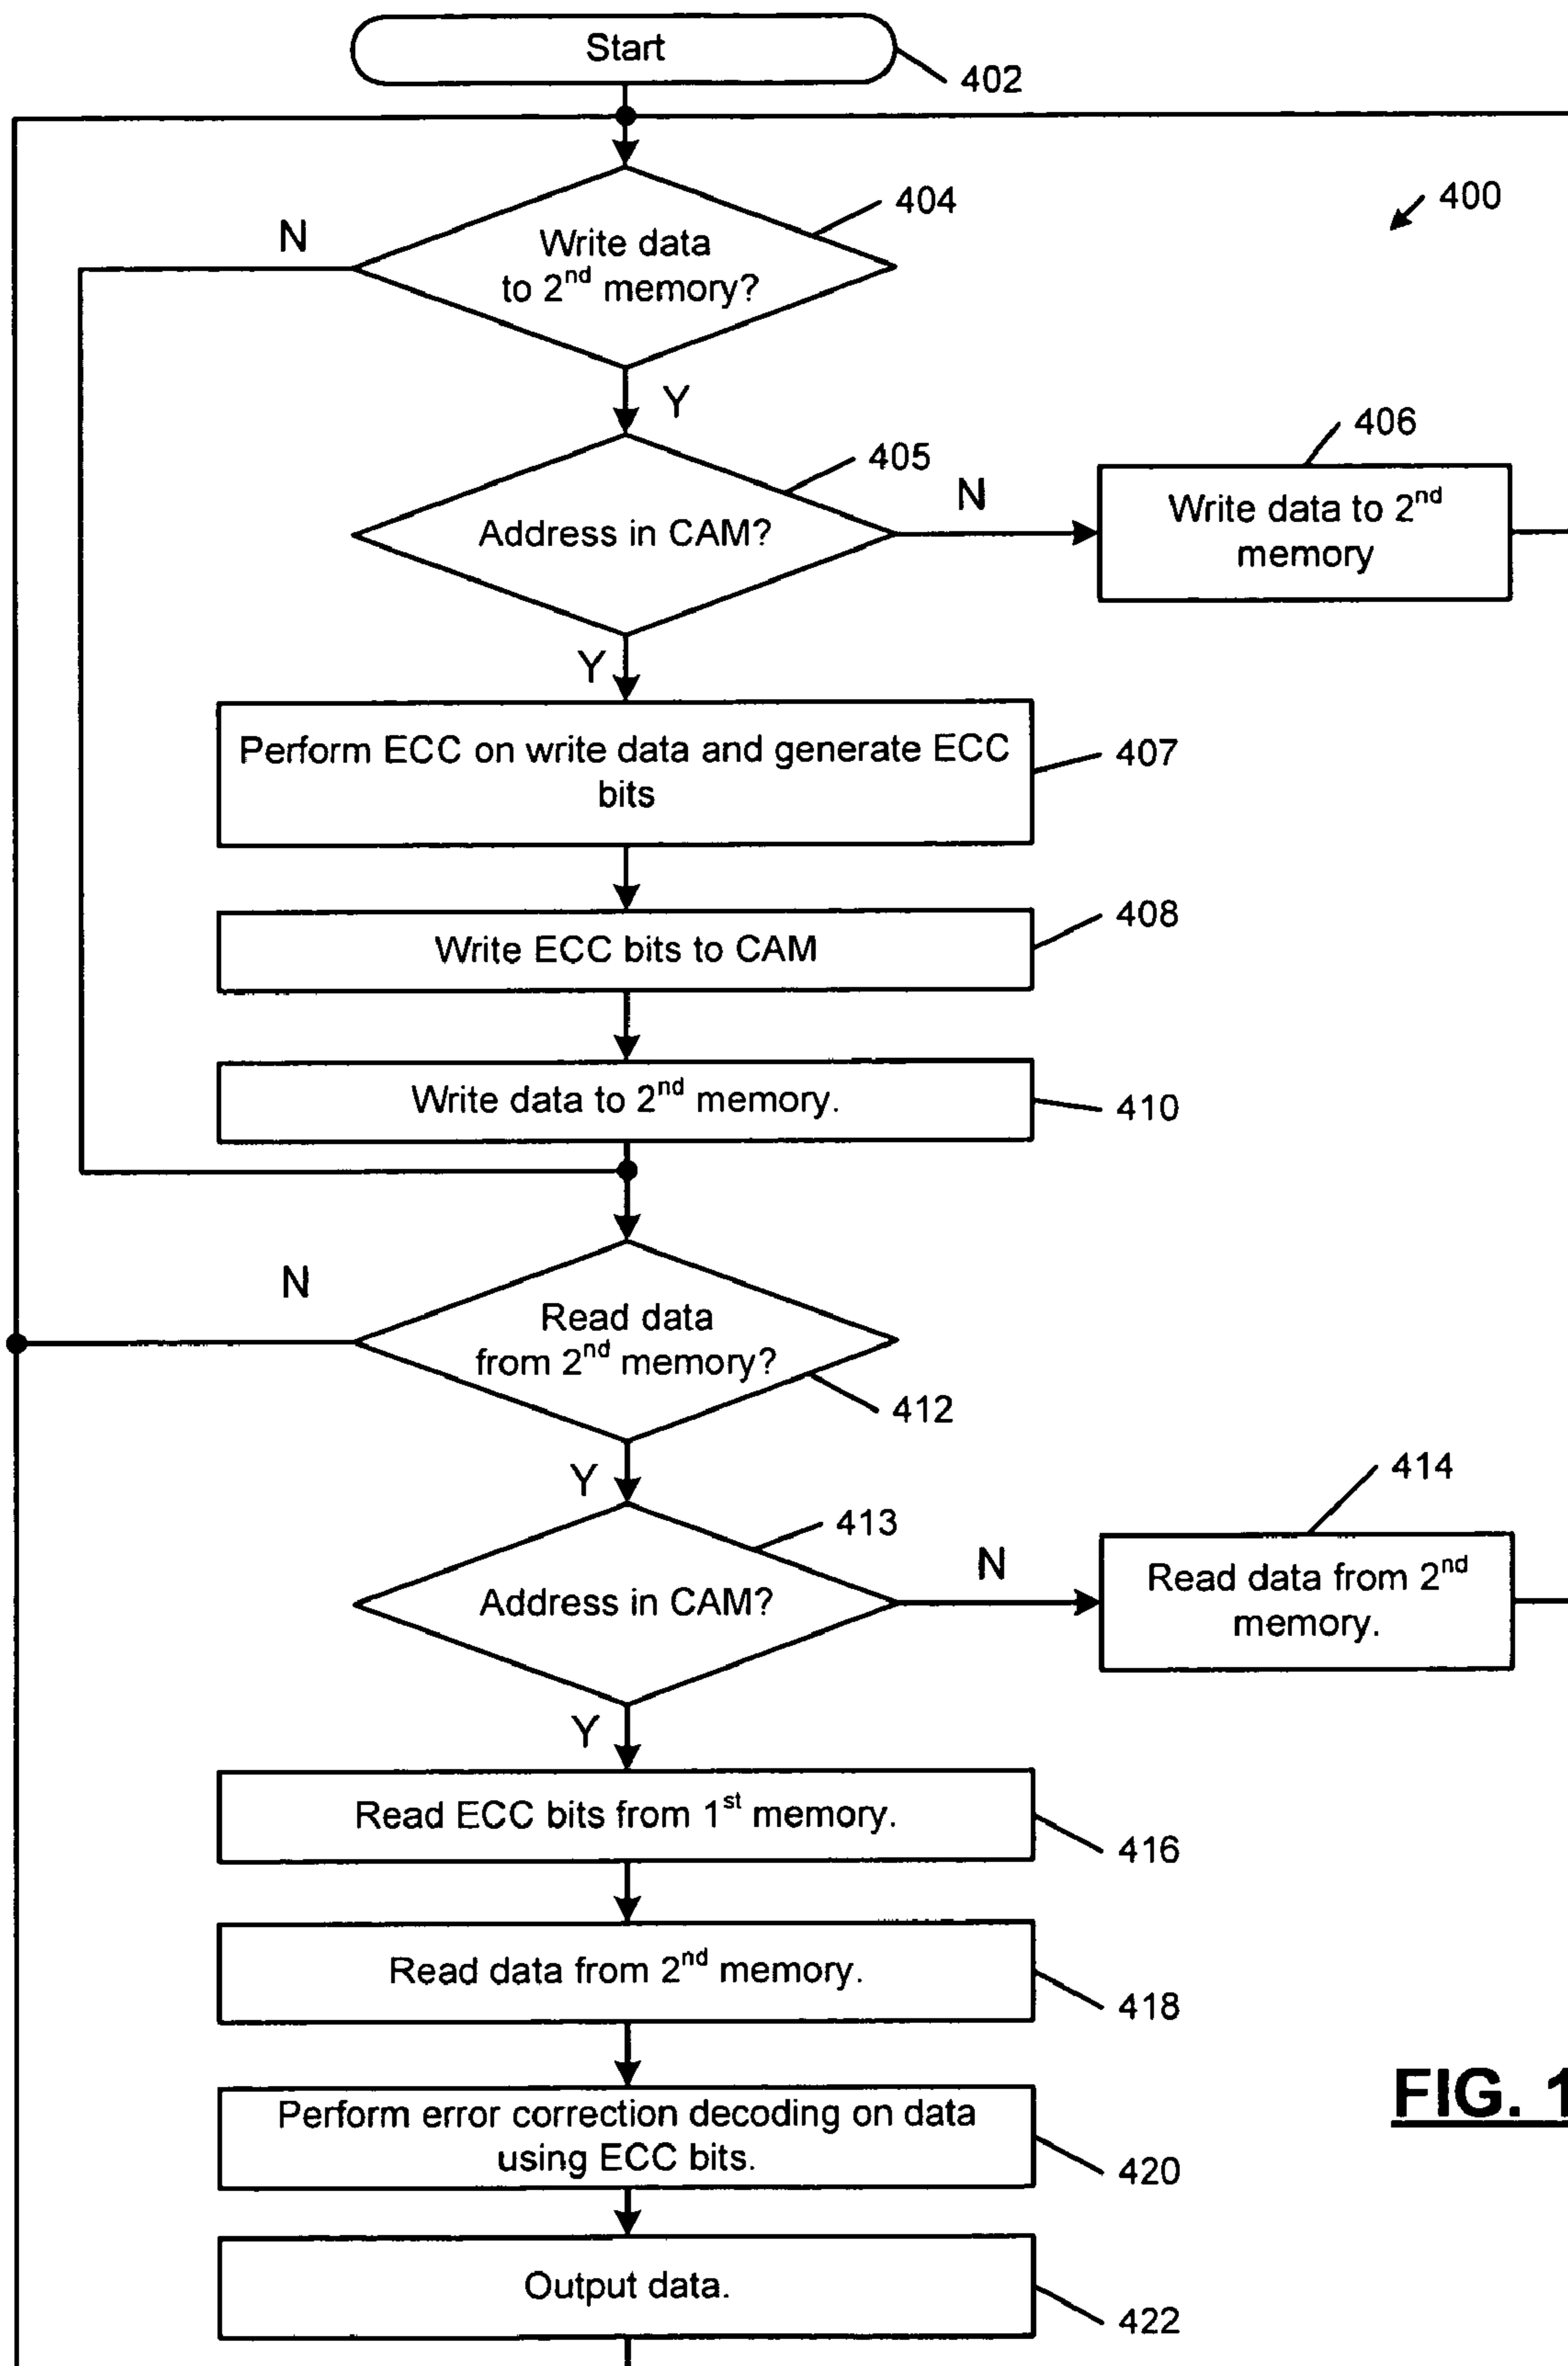 Start
402
400
404
N
Write data
to 2nd memory?
Y
405
406
Address in CAM?
N
Write data to 2nd
memory
Y
Perform ECC on write data and generate ECC
bits
407
408
Write ECC bits to CAM
Write data to 2nd memory.
410
N
Read data
from 2nd memory?
412
Y
414
413
Address in CAM?
N
Read data from 2nd
memory.
Y
Read ECC bits from 1st memory.
416
Read data from 2nd memory.
418
FIG. 1
Perform error correction decoding on data
using ECC bits.
420
Output data.
422